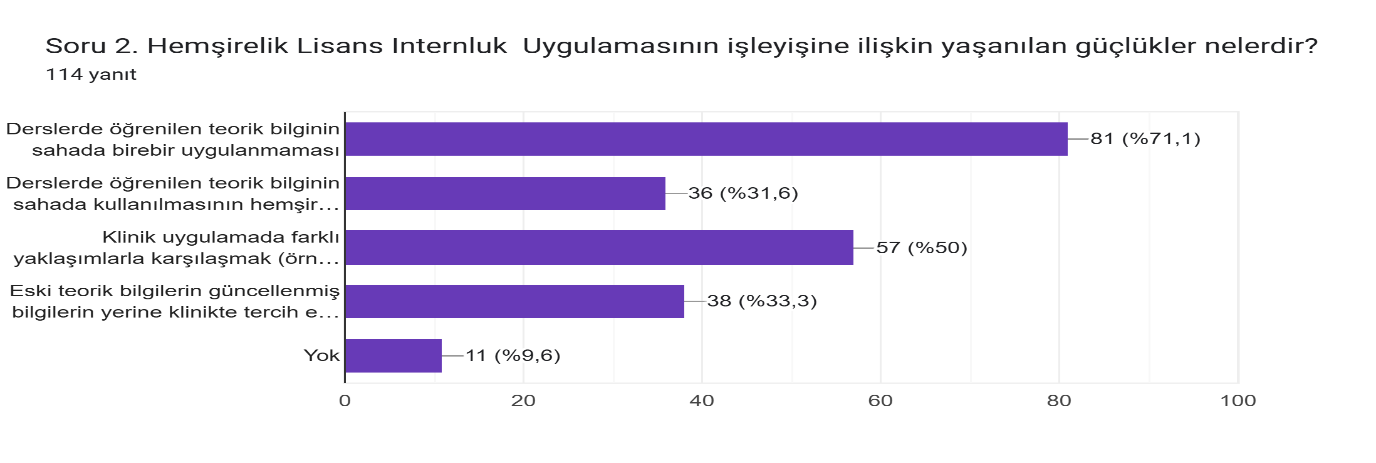 Soru 2. Hemşirelik Lisans Internluk Uygulamasının işleyişine ilişkin yaşanılan güçlükler nelerdir?
114 yanıt
Derslerde öğrenilen teorik bilginin
sahada birebir uygulanmaması
81 (%71,1)
Derslerde öğrenilen teorik bilginin
sahada kullanılmasının hemşir…
36 (%31,6)
Klinik uygulamada farklı
yaklaşımlarla karşılaşmak (örn…
57 (%50)
Eski teorik bilgilerin güncellenmiş
bilgilerin yerine klinikte tercih e…
38 (%33,3)
Yok
11 (%9,6)
0 20 40 60 80 100